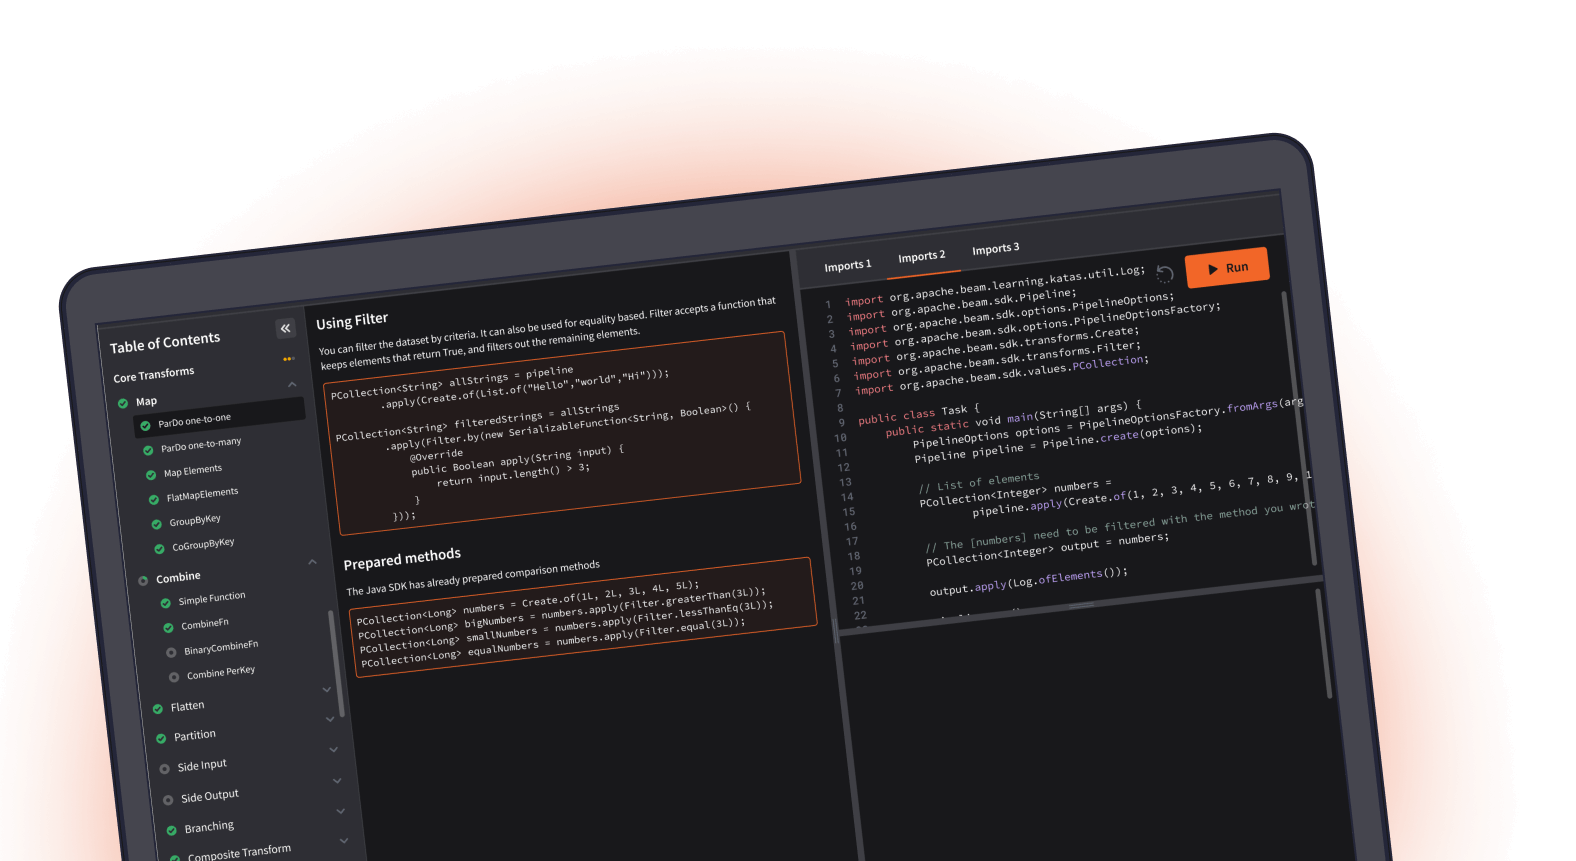 Table of Contents
Core Transforms
Map
ParDo one-to-one
ParDo one-to-many
Map Elements
FlatMapElements
GroupByKey
CoGroupByKey
Combine
Simple Function
CombineFn
BinaryCombineFn
Combine PerKey
Flatten
Partition
Side Input
Side Output
Branching
Composite Transform
Using Filter
You can filter the dataset by criteria. It can also be used for equality based. Filter accepts a function that
keeps elements that return True, and filters out the remaining elements.
PCollection<String> allStrings = pipeline
.apply(Create.of(List.of("Hello","world","Hi")));
PCollection<String> filteredStrings = allStrings
.apply(Filter.by(new SerializableFunction<String, Boolean>() {
@Override
public Boolean apply(String input) {
return input.length() > 3;
}
}));
Prepared methods
The Java SDK has already prepared comparison methods
PCollection<Long> numbers = Create.of(1L, 2L, 3L, 4L, 5L);
PCollection<Long> bigNumbers = numbers.apply(Filter.greaterThan(3L));
PCollection<Long> smallNumbers = numbers.apply(Filter.lessThanEq(3L));
PCollection<Long> equalNumbers = numbers.apply(Filter.equal(3L));
Imports 1
Imports 2
Imports 3
Run
1 import org.apache.beam.learning.katas.util.Log;
2 import org.apache.beam.sdk.Pipeline;
3 import org.apache.beam.sdk.options.PipelineOptions;
4 import org.apache.beam.sdk.options.PipelineOptionsFactory;
5 import org.apache.beam.sdk.transforms.Create;
6 import org.apache.beam.sdk.transforms.Filter;
7 import org.apache.beam.sdk.values.PCollection;
8
9 public class Task {
10 public static void main(String[] args) {
11 PipelineOptions options = PipelineOptionsFactory.fromArgs(arg
12 Pipeline pipeline = Pipeline.create(options);
13
14 // List of elements
15 PCollection<Integer> numbers =
16 pipeline.apply(Create.of(1, 2, 3, 4, 5, 6, 7, 8, 9, 1
17
18 // The [numbers] need to be filtered with the method you wrot
19 PCollection<Integer> output = numbers;
20
21 output.apply(Log.ofElements());
22